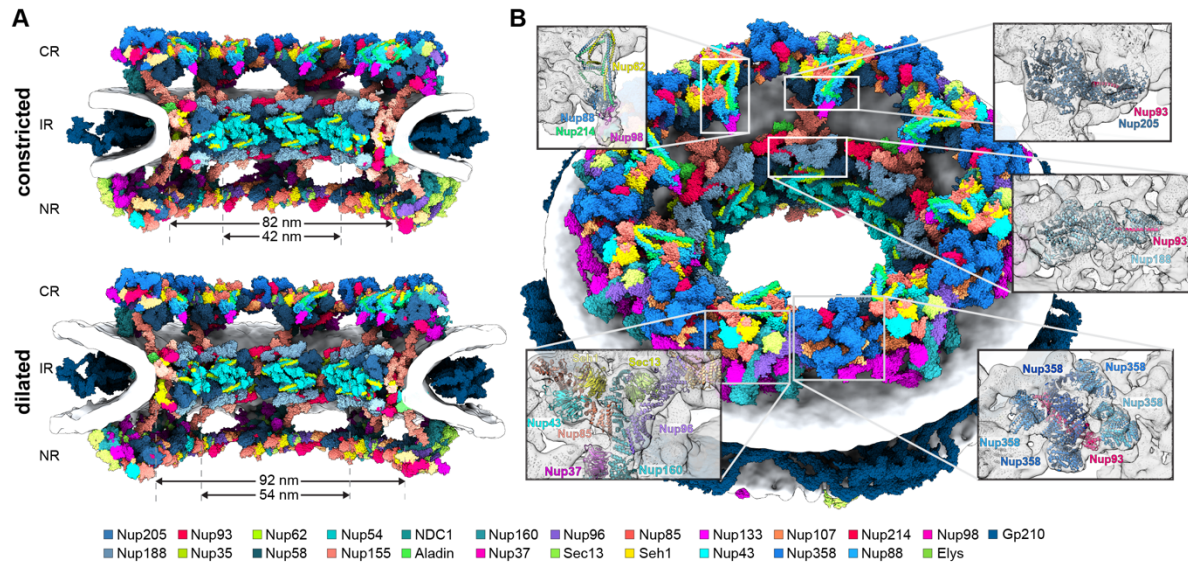 A
B
constricted
CR
IR
NR
82 nm
42 nm
dilated
CR
IR
NR
92 nm
54 nm
Nup62
Nup88
Nup214
Nup98
Nup93
Nup205
Nup93
Nup188
Sec13
Nup43
Nup85
Nup96
Nup37
Nup160
Nup358
Nup358
Nup358
Nup358
Nup93
Nup358
Nup205 Nup93 Nup62 Nup54 NDC1 Nup160 Nup96 Nup85 Nup133 Nup107 Nup214 Nup98 Gp210
Nup188 Nup35 Nup58 Nup155 Aladin Nup37 Sec13 Seh1 Nup43 Nup358 Nup88 Elys